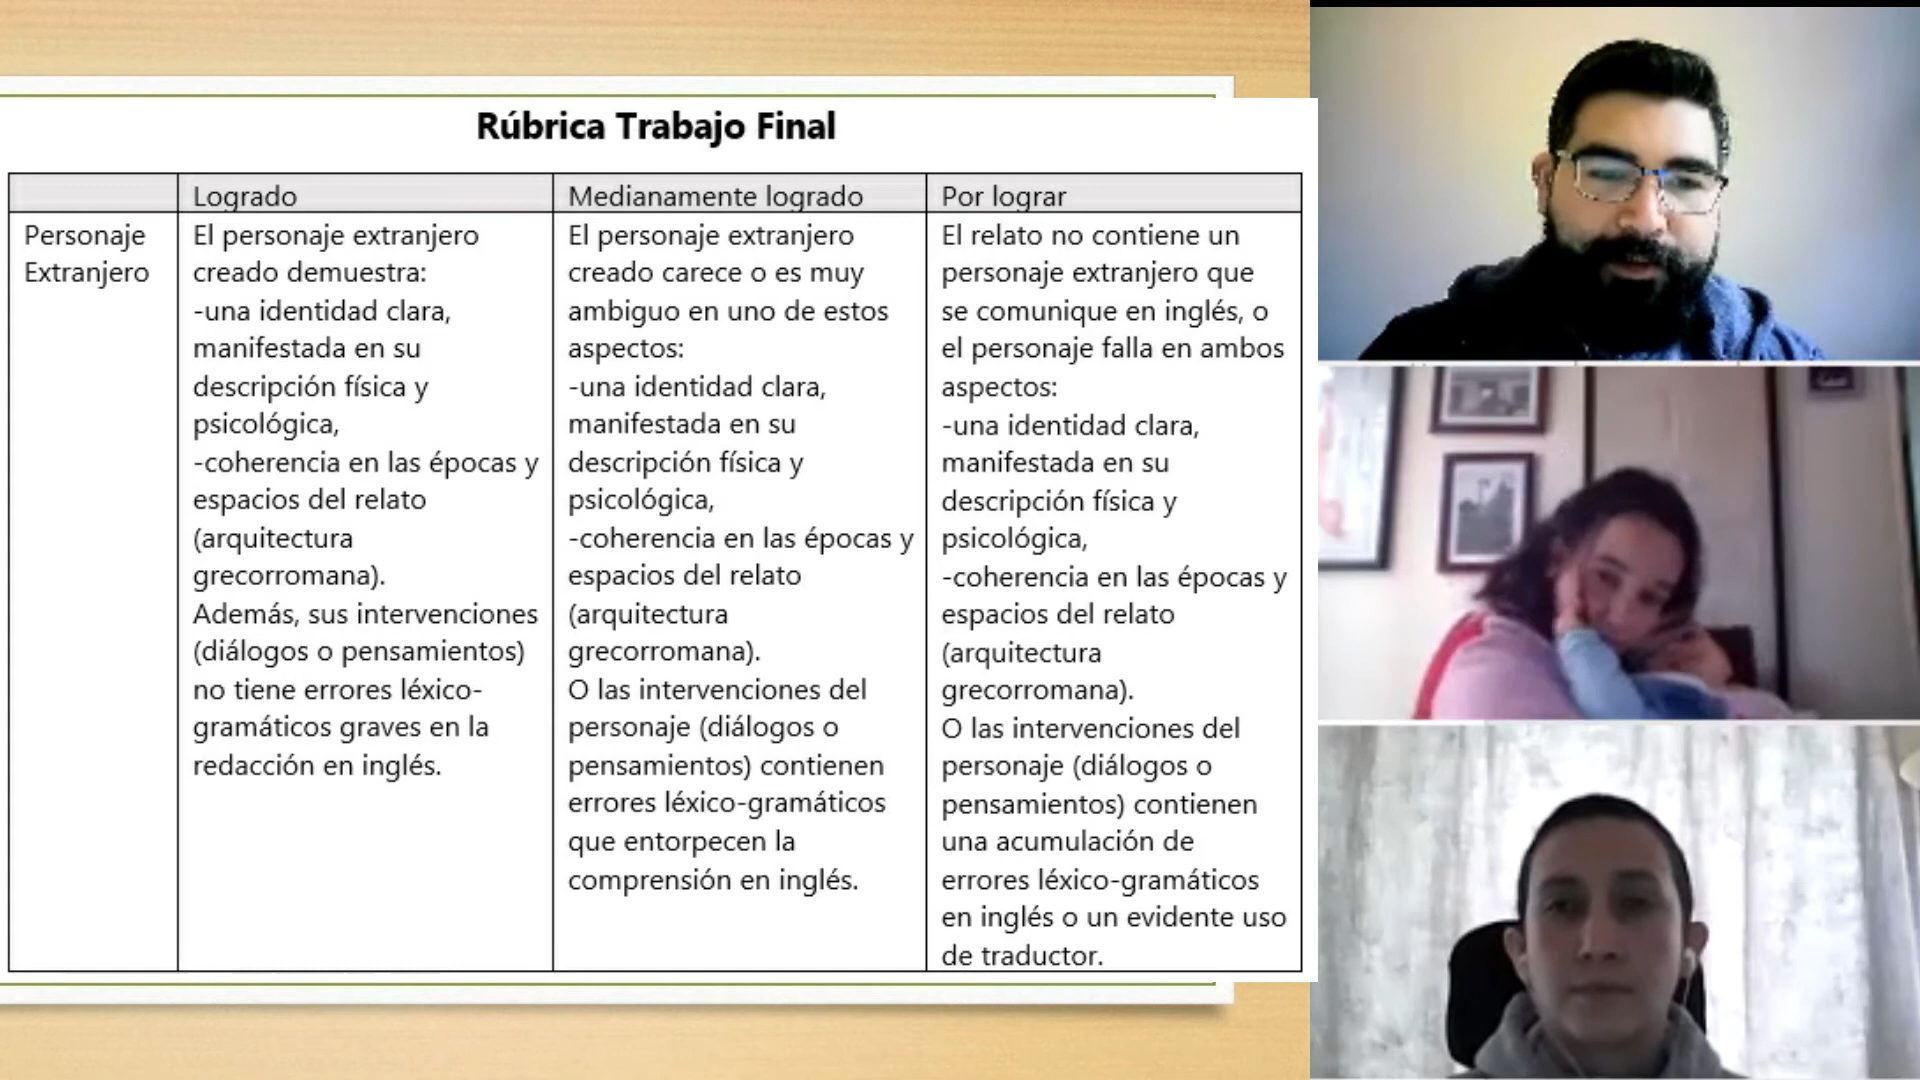 Rúbrica Trabajo Final
Logrado
Medianamente logrado
Por lograr
Personaje
Extranjero
El personaje extranjero
creado demuestra:
-una identidad clara,
manifestada en su
descripción física y
psicológica,
-coherencia en las épocas y
espacios del relato
(arquitectura
grecorromana).
Además, sus intervenciones
(diálogos o pensamientos)
no tiene errores léxico-
gramáticos graves en la
redacción en inglés.
El personaje extranjero
creado carece o es muy
ambiguo en uno de estos
aspectos:
-una identidad clara,
manifestada en su
descripción física y
psicológica,
-coherencia en las épocas y
espacios del relato
(arquitectura
grecorromana).
O las intervenciones del
personaje (diálogos o
pensamientos) contienen
errores léxico-gramáticos
que entorpecen la
comprensión en inglés.
El relato no contiene un
personaje extranjero que
se comunique en inglés, o
el personaje falla en ambos
aspectos:
-una identidad clara,
manifestada en su
descripción física y
psicológica,
-coherencia en las épocas y
espacios del relato
(arquitectura
grecorromana).
O las intervenciones del
personaje (diálogos o
pensamientos) contienen
una acumulación de
errores léxico-gramáticos
en inglés o un evidente uso
de traductor.